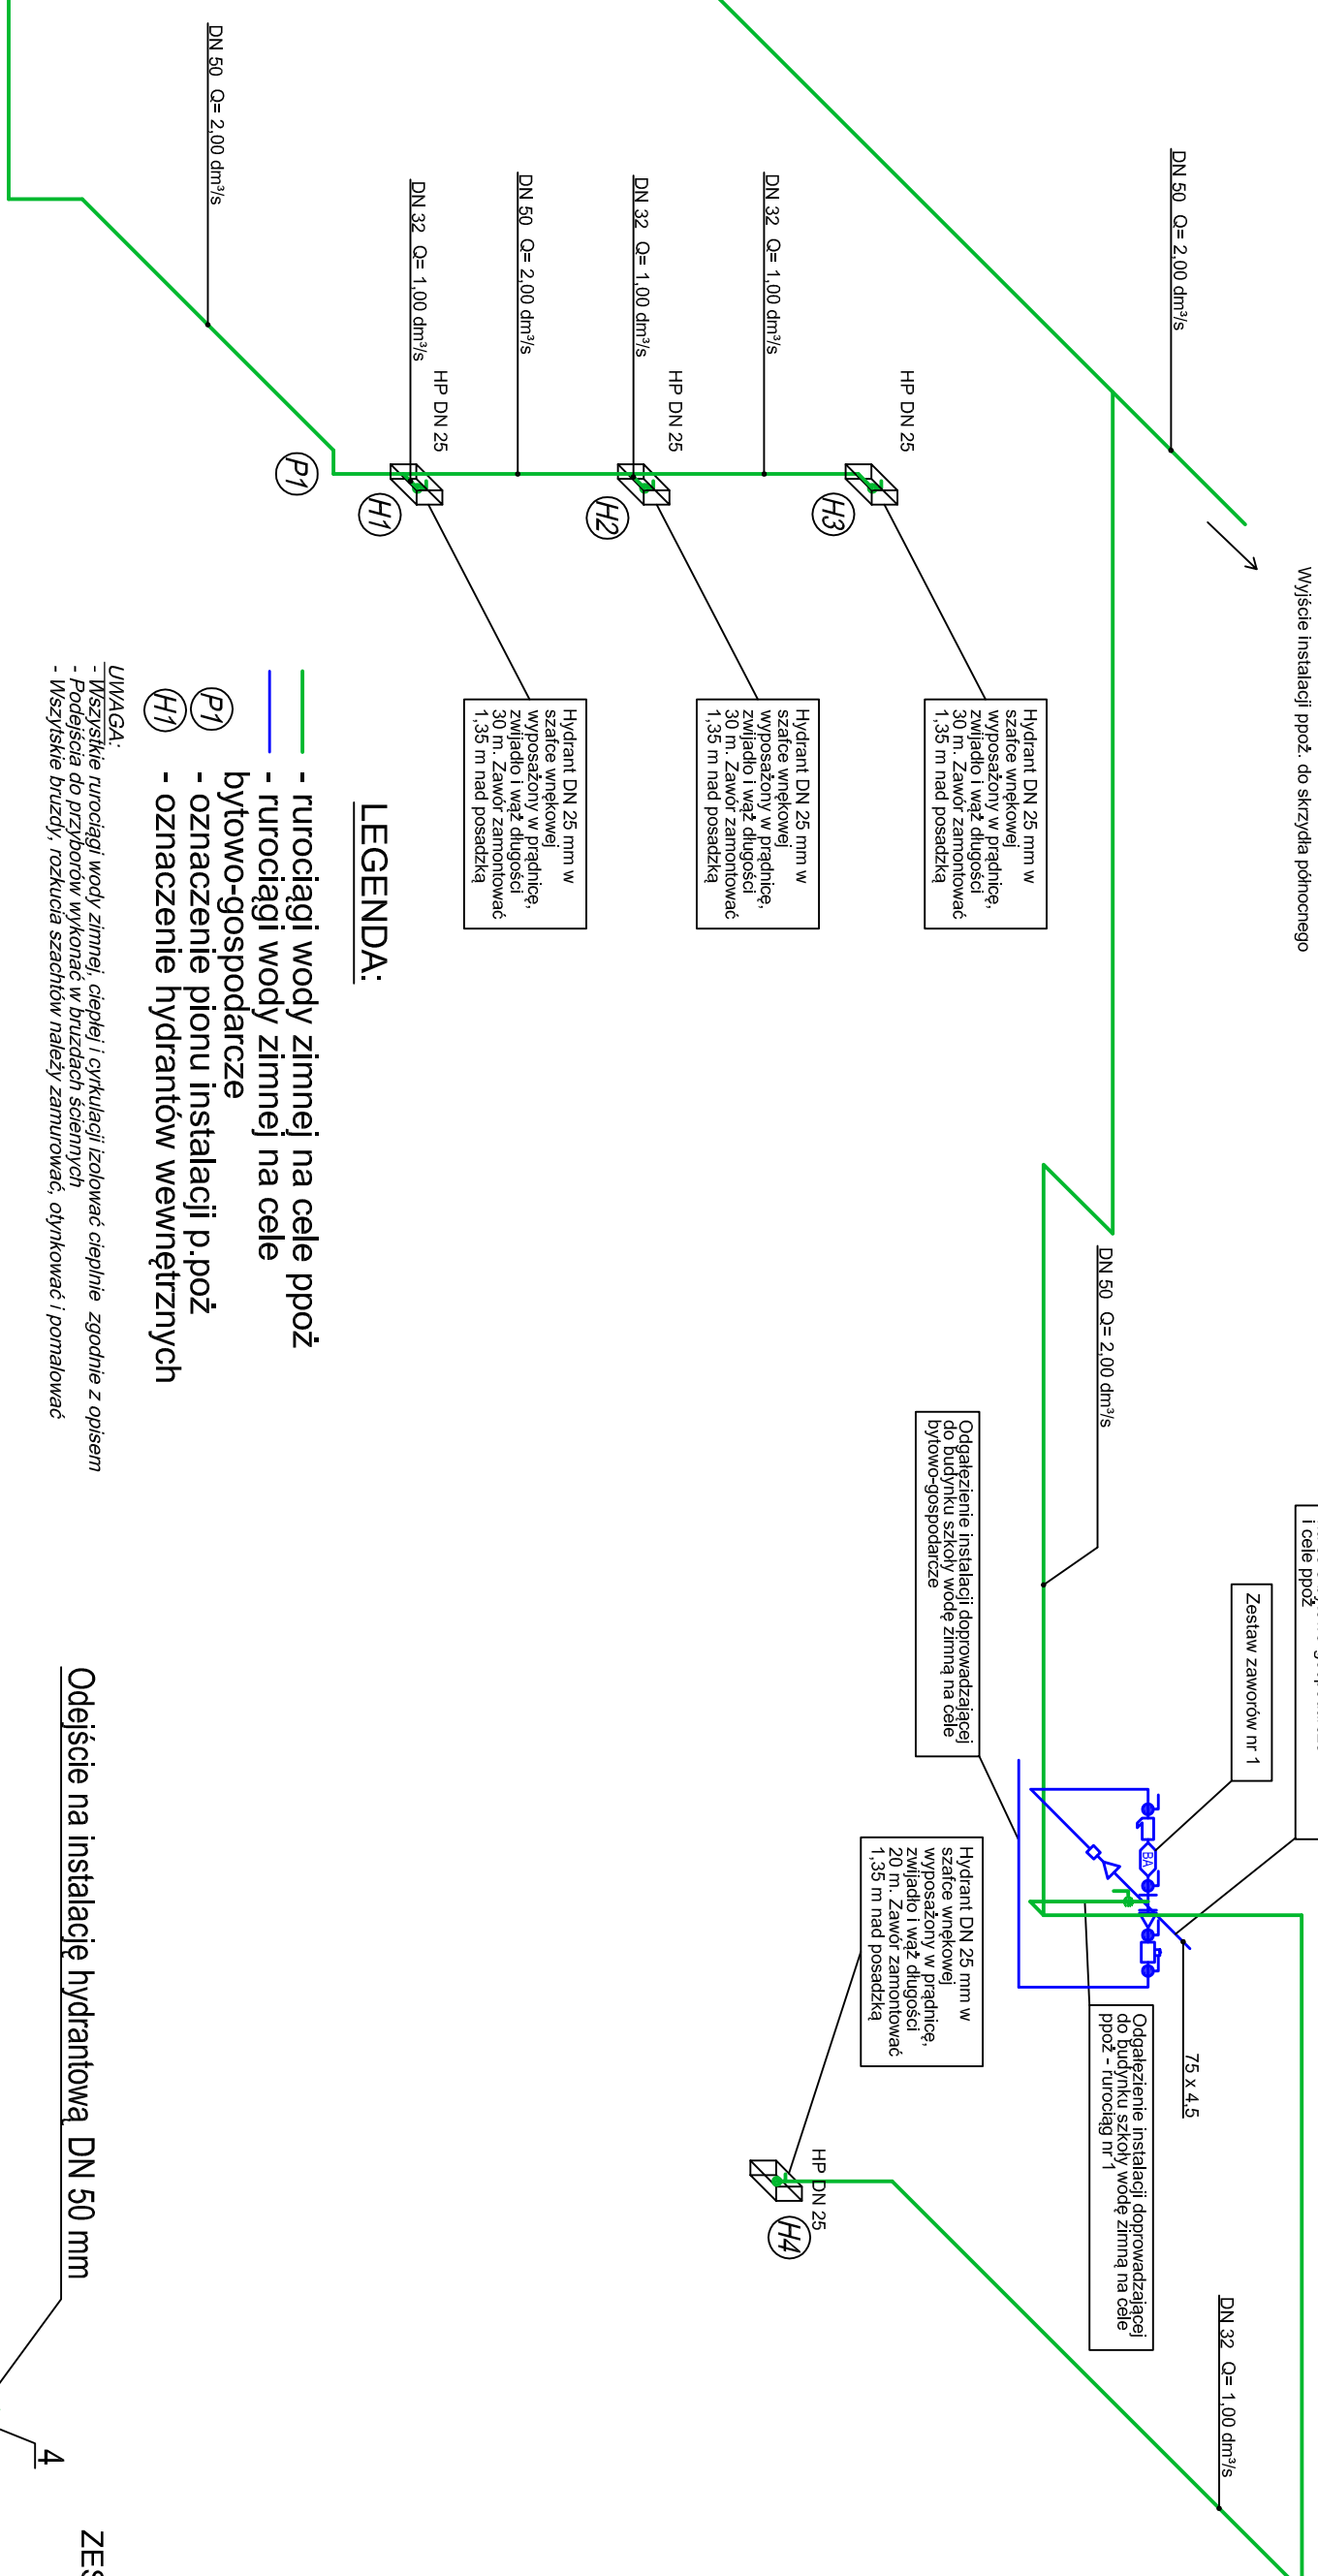 Wyjście instalacji ppoż. do skrzydła północnego
DN 50 Q= 2,00 dm³/s
DN 32 Q= 1,00 dm³/s
DN 32 Q= 1,00 dm³/s
DN 50 Q= 2,00 dm³/s
DN 32 Q= 1,00 dm³/s
DN 50 Q= 2,00 dm³/s
HP DN 25
HP DN 25
HP DN 25
H3
H2
H1
P1
Hydrant DN 25 mm w
szafce wnękowej
wyposażony w prądnicę,
zwijadło i wąż długości
30 m. Zawór zamontować
1,35 m nad posadzką
Hydrant DN 25 mm w
szafce wnękowej
wyposażony w prądnicę,
zwijadło i wąż długości
30 m. Zawór zamontować
1,35 m nad posadzką
Hydrant DN 25 mm w
szafce wnękowej
wyposażony w prądnicę,
zwijadło i wąż długości
30 m. Zawór zamontować
1,35 m nad posadzką
LEGENDA:
- rurociągi wody zimnej na cele ppoż
- rurociągi wody zimnej na cele
bytowo-gospodarcze
P1 - oznaczenie pionu instalacji p.poż
H1 - oznaczenie hydrantów wewnętrznych
UWAGA:
- Wszystkie rurociągi wody zimnej, ciepłej i cyrkulacji izolować cieplnie zgodnie z opisem
- Podejścia do przyborów wykonać w bruzdach ściennych
- Wszytskie bruzdy, rozkucia szachtów należy zamurować, otynkować i pomalować
DN 50 Q= 2,00 dm³/s
i cele ppoż
Zestaw zaworów nr 1
Odgałęzienie instalacji doprowadzającej
do budynku szkoły wodę zimną na cele
bytowo-gospodarcze
BA
75 x 4,5
Hydrant DN 25 mm w
szafce wnękowej
wyposażony w prądnicę,
zwijadło i wąż długości
20 m. Zawór zamontować
1,35 m nad posadzką
Odgałęzienie instalacji doprowadzającej
do budynku szkoły wodę zimną na cele
ppoż - rurociąg nr 1
HP DN 25
H4
DN 32 Q= 1,00 dm³/s
Odejście na instalację hydrantową DN 50 mm
4
ZES